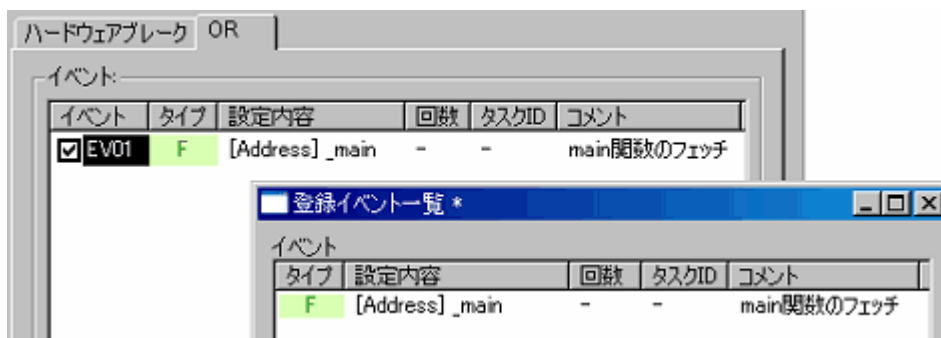 ハードウェアブレーク OR
イベント:
イベント タイプ 設定内容 回数 タスクID コメント
EV01 F [Address] _main - - main関数のフェッチ
登録イベント一覧 *
イベント
タイプ 設定内容 回数 タスクID コメント
F [Address] _main - - main関数のフェッチ